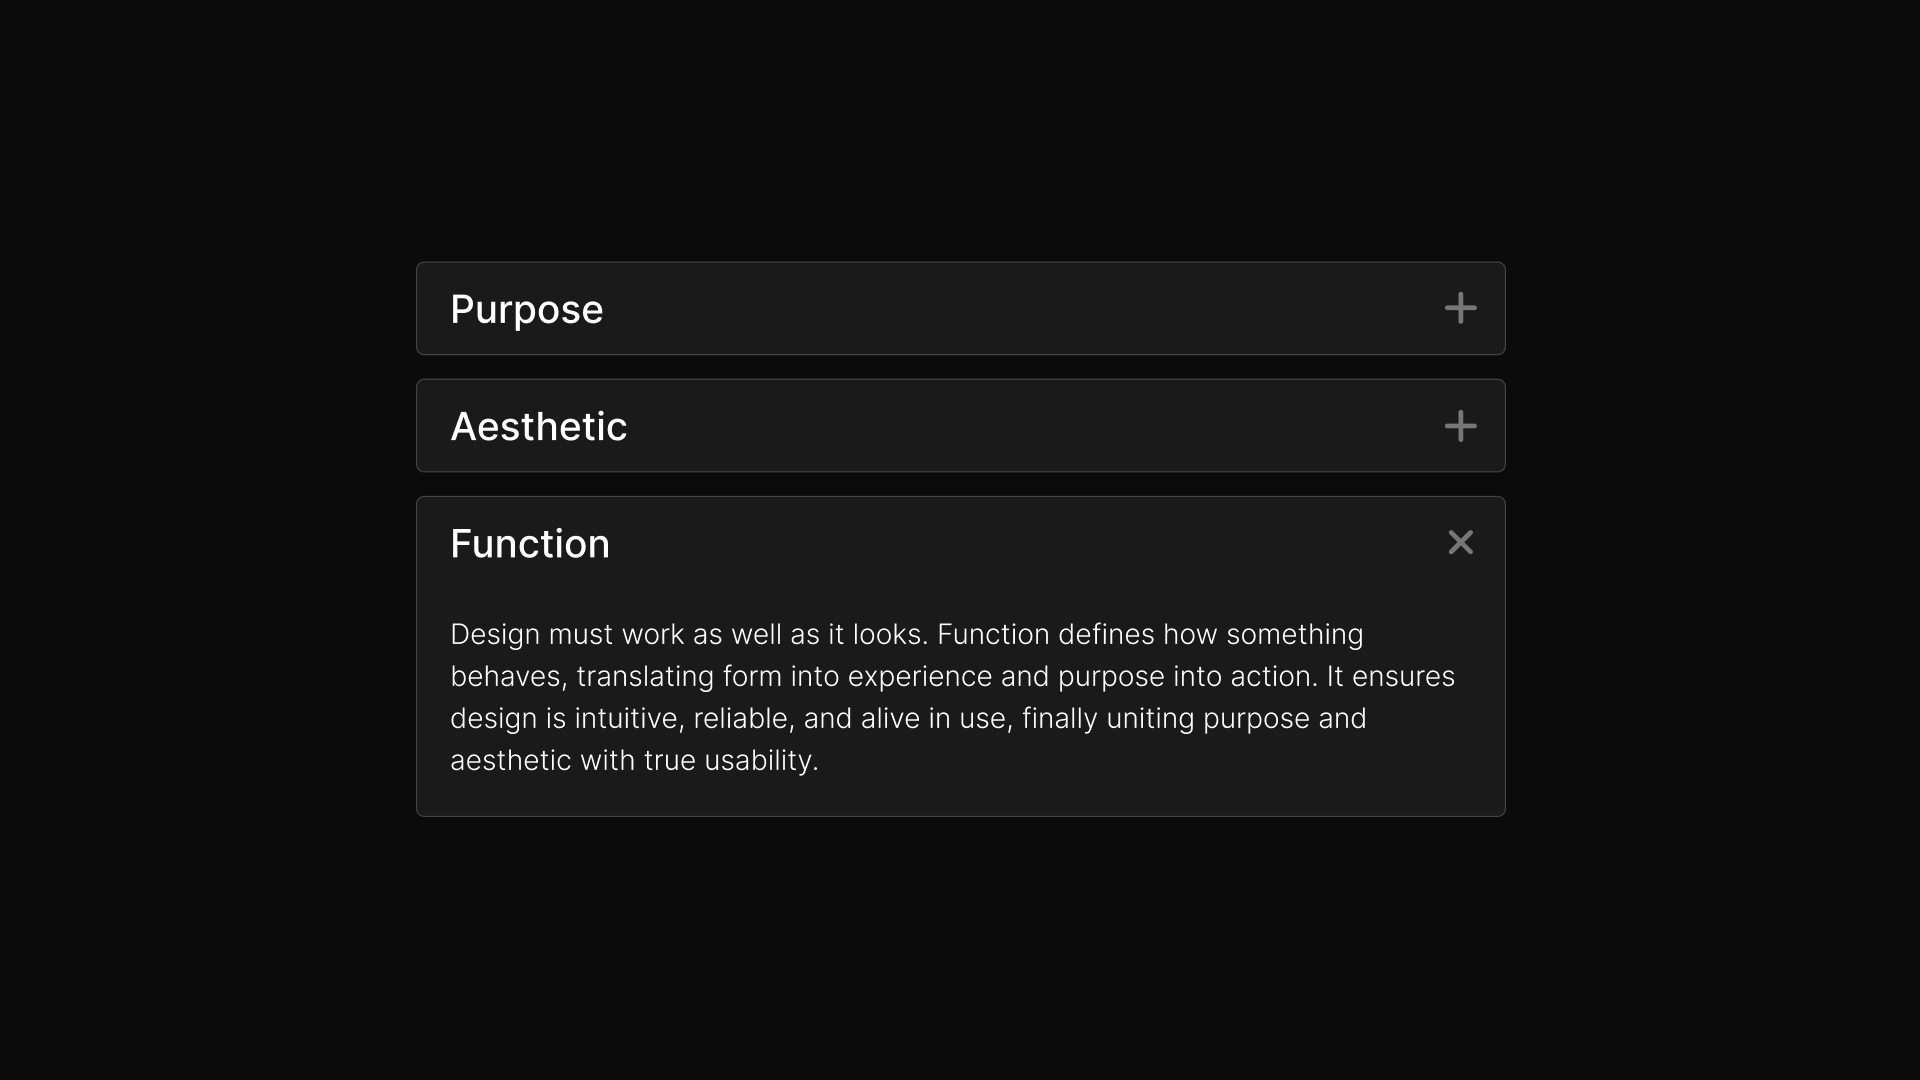 Purpose
Aesthetic
Function
Design must work as well as it looks. Function defines how something
behaves, translating form into experience and purpose into action. It ensures
design is intuitive, reliable, and alive in use, finally uniting purpose and
aesthetic with true usability.